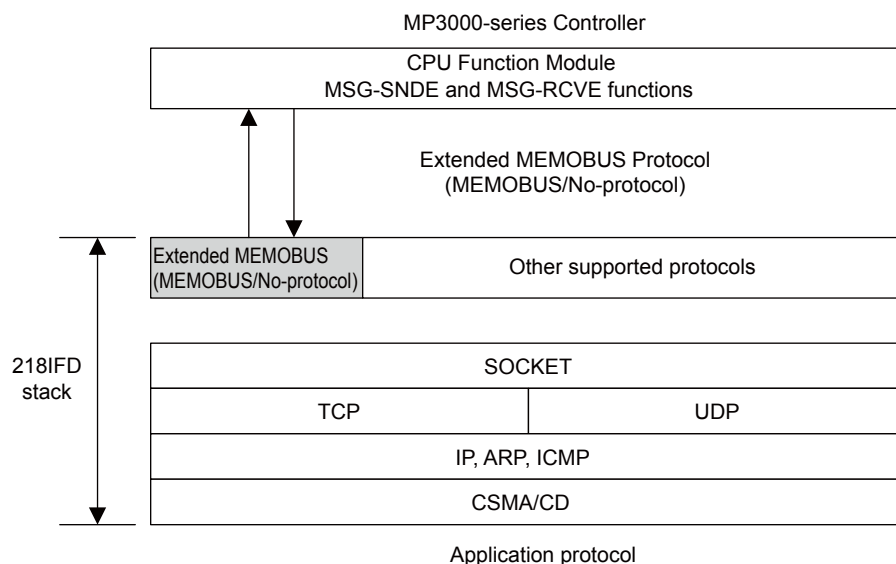 MP3000-series Controller
CPU Function Module
MSG-SNDE and MSG-RCVE functions
Extended MEMOBUS Protocol
(MEMOBUS/No-protocol)
Extended MEMOBUS
(MEMOBUS/No-protocol)
Other supported protocols
218IFD
stack
SOCKET
TCP
UDP
IP, ARP, ICMP
CSMA/CD
Application protocol